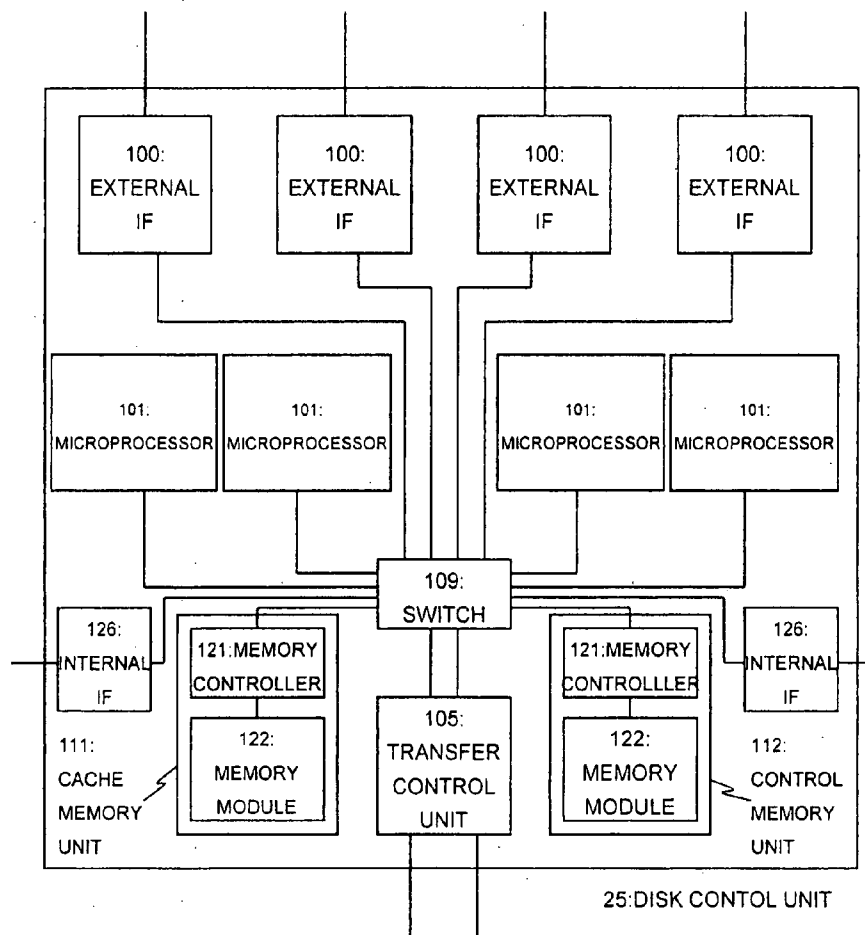 100:
EXTERNAL
IF
100:
EXTERNAL
IF
100:
EXTERNAL
IF
100:
EXTERNAL
IF
101:
MICROPROCESSOR
101:
MICROPROCESSOR
101:
MICROPROCESSOR
101:
MICROPROCESSOR
109:
SWITCH
126:
INTERNAL
IF
121:MEMORY
CONTROLLER
122:
MEMORY
MODULE
111:
CACHE
MEMORY
UNIT
105:
TRANSFER
CONTROL
UNIT
121:MEMORY
CONTROLLLER
122:
MEMORY
MODULE
126:
INTERNAL
IF
112:
CONTROL
MEMORY
UNIT
25:DISK CONTOL UNIT